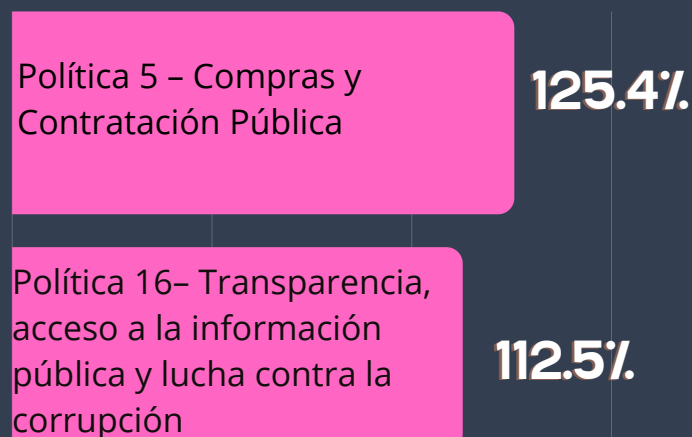 Política 5 – Compras y
Contratación Pública
125.4%
Política 16– Transparencia,
acceso a la información
pública y lucha contra la
corrupción
112.5%